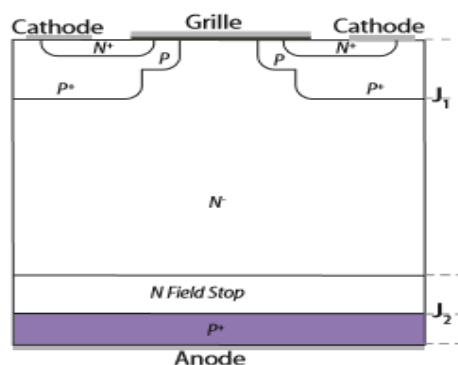 Grille
Cathode Cathode
N⁺ N⁺
P P
P⁺ P⁺
J₁
N⁻
N Field Stop
J₂
P⁺
Anode